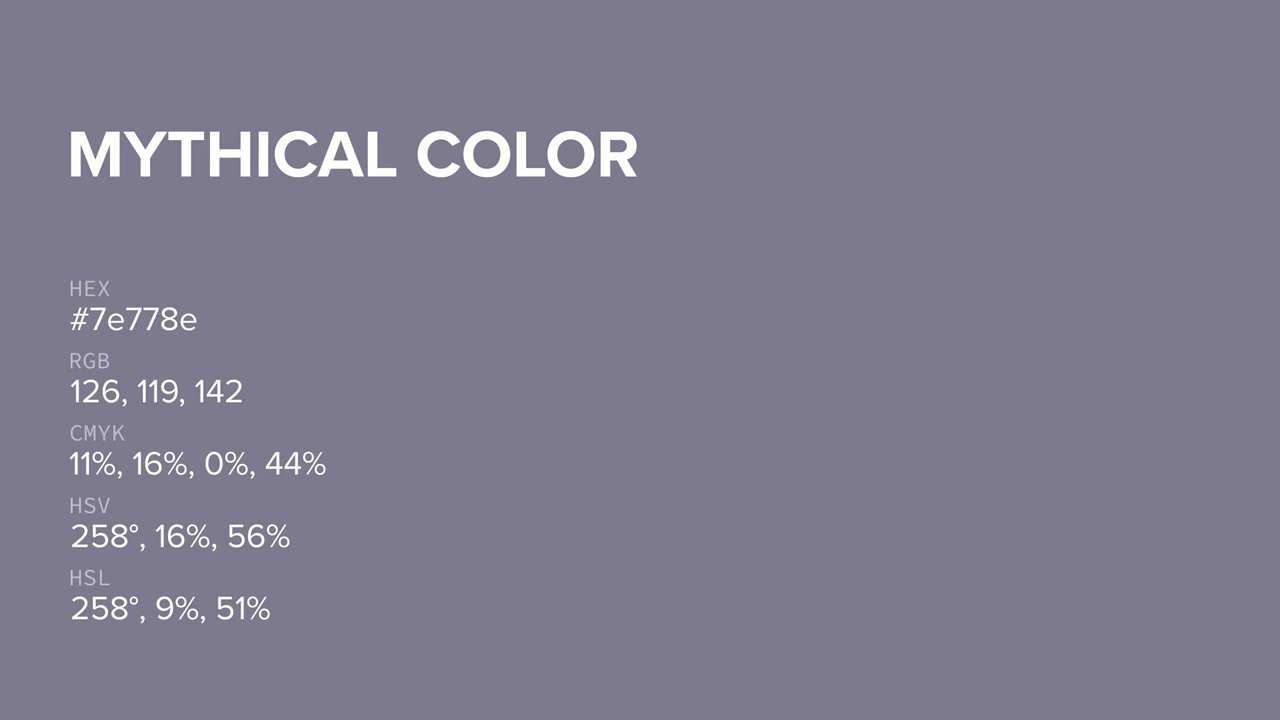 MYTHICAL COLOR
HEX
#7e778e
RGB
126, 119, 142
CMYK
11%, 16%, 0%, 44%
HSV
258°, 16%, 56%
HSL
258°, 9%, 51%